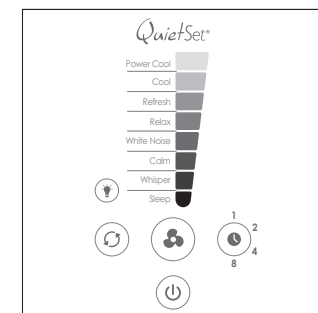 QuietSet®
Power Cool
Cool
Refresh
Relax
White Noise
Calm
Whisper
Sleep
1
2
4
8